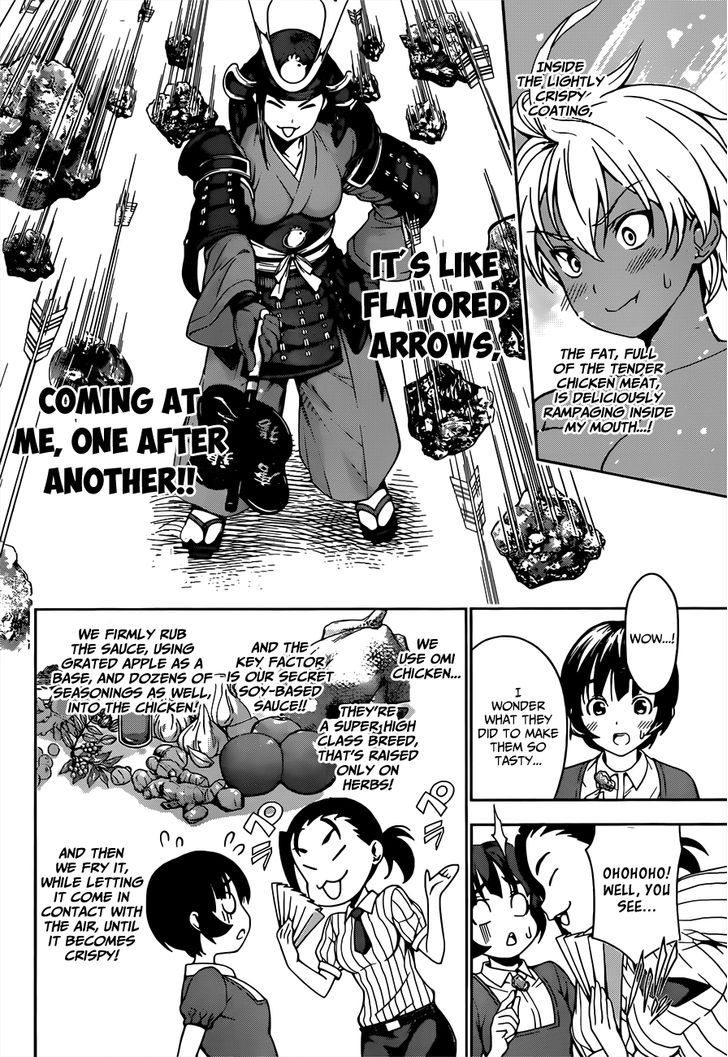 INSIDE
THE LIGHTLY
CRISPY
COATING,
THE FAT, FULL
OF THE TENDER
CHICKEN MEAT,
IS DELICIOUSLY
RAMPAGING INSIDE
MY MOUTH...!
IT'S LIKE
FLAVORED
ARROWS,
COMING AT
ME, ONE AFTER
ANOTHER!!
WOW...!
I
WONDER
WHAT THEY
DID TO MAKE
THEM SO
TASTY...
OHOHOHO!
WELL, YOU
SEE...
WE
USE OMI
CHICKEN...
THEY'RE
A SUPER HIGH
CLASS BREED,
THAT'S RAISED
ONLY ON
HERBS!
AND THE
KEY FACTOR
IS OUR SECRET
SOY-BASED
SAUCE!!
WE FIRMLY RUB
THE SAUCE, USING
GRATED APPLE AS A
BASE, AND DOZENS OF
SEASONINGS AS WELL,
INTO THE CHICKEN!
AND THEN
WE FRY IT,
WHILE LETTING
IT COME IN
CONTACT WITH
THE AIR, UNTIL
IT BECOMES
CRISPY!
プラ
プラ